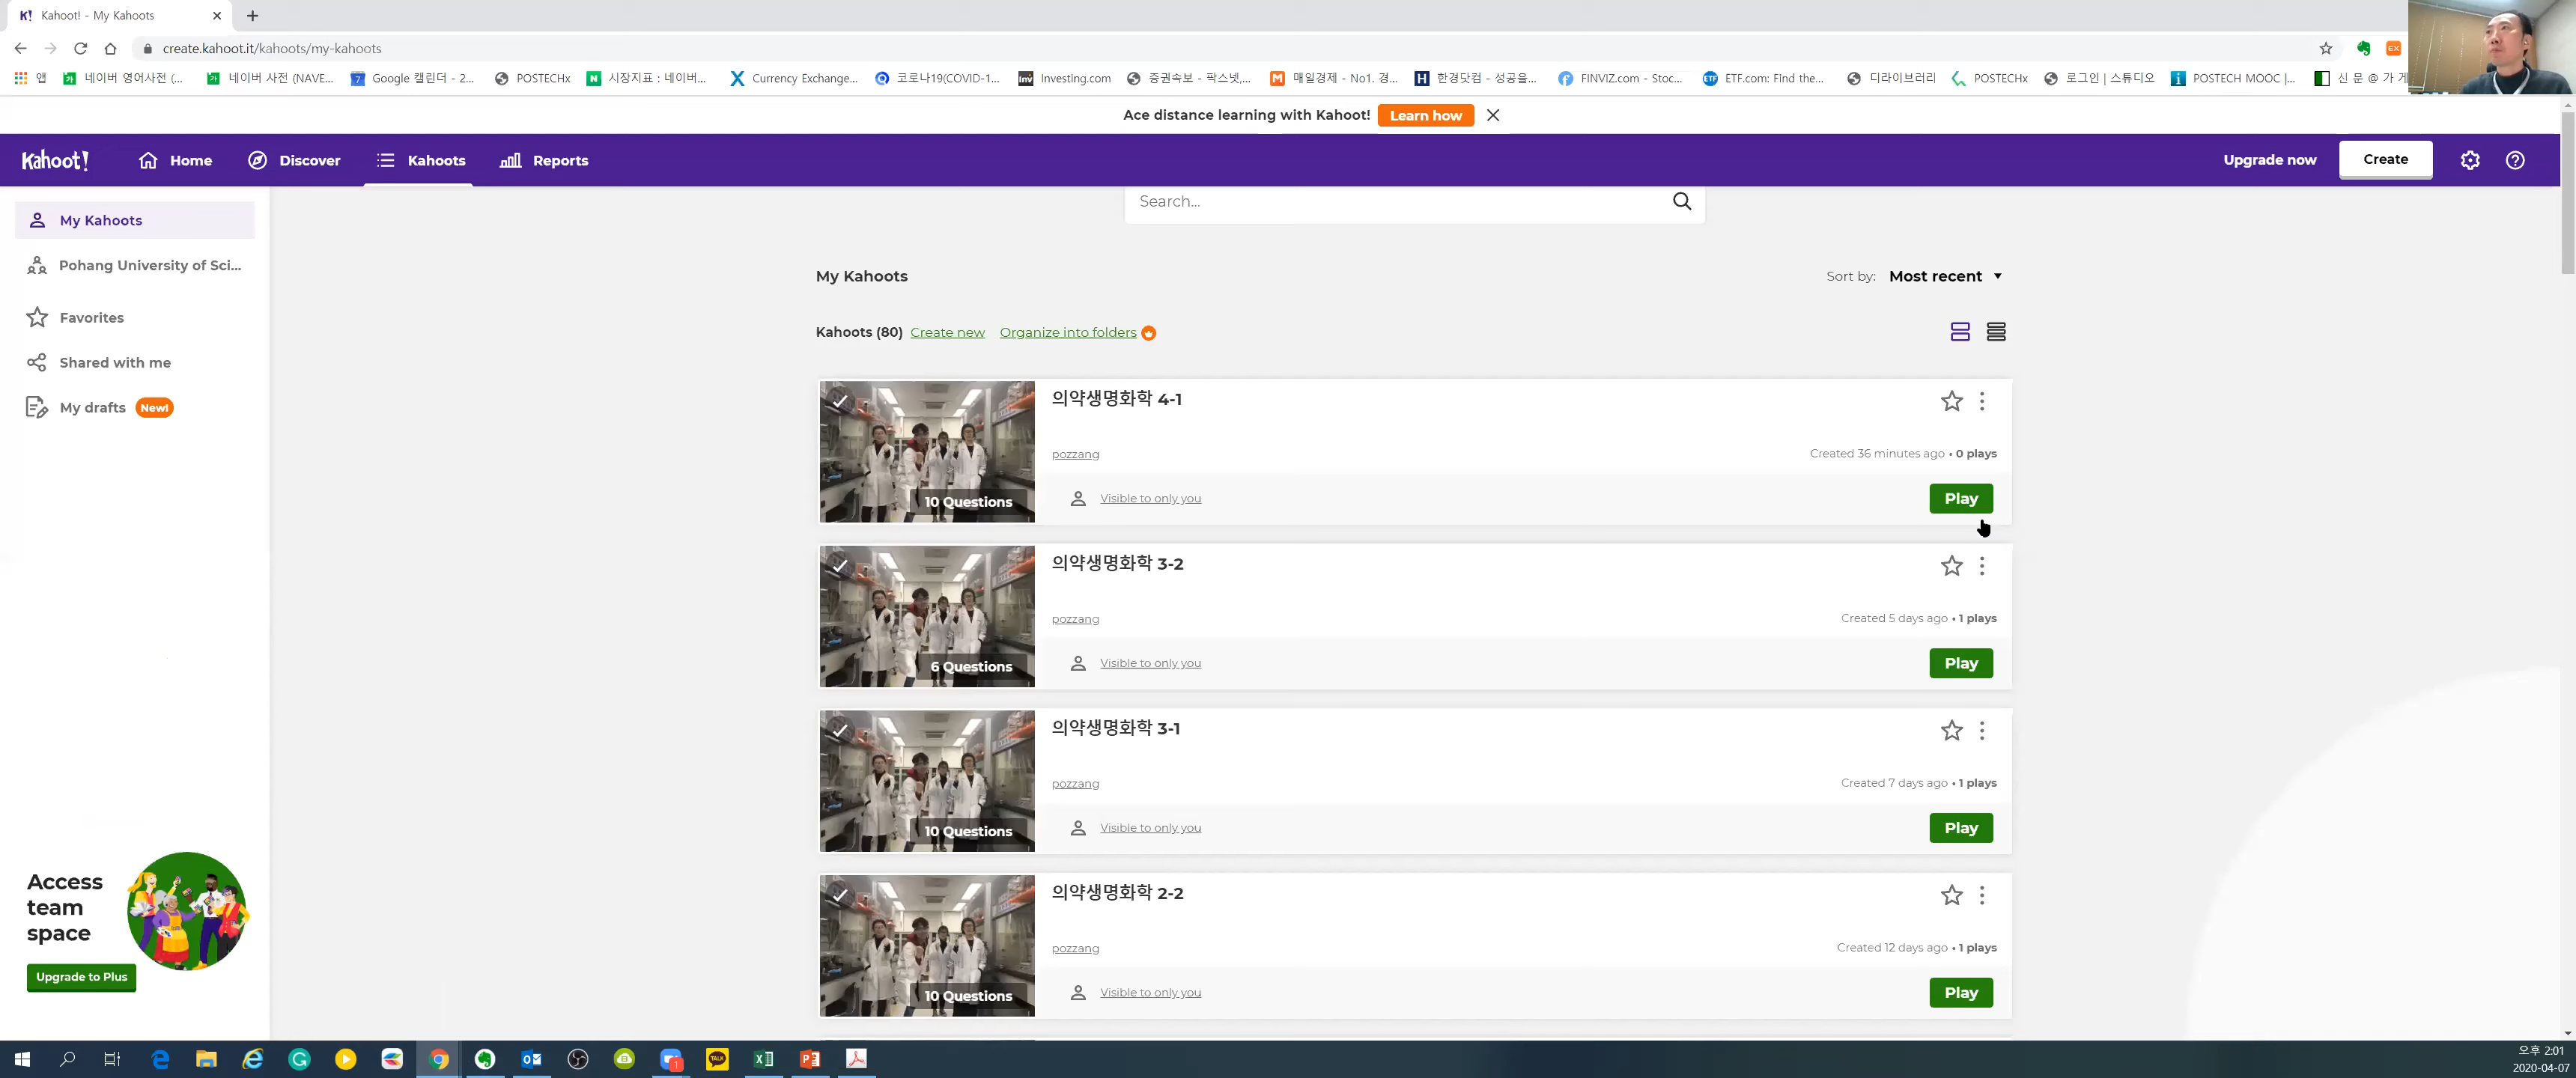 Kahoot! - My Kahoots
create.kahoot.it/kahoots/my-kahoots
앱 네이버 영어사전 (... 네이버 사전 (NAVE... Google 캘린더 - 2... POSTECHx 시장지표 : 네이버... Currency Exchange... 코로나19(COVID-1... Investing.com 증권속보 - 팍스넷,... 매일경제 - No1. 경... 한경닷컴 - 성공을... FINVIZ.com - Stoc... ETF.com: Find the... 디라이브러리 POSTECHx 로그인 | 스튜디오 POSTECH MOOC |... 신 문 @ 가 게
Ace distance learning with Kahoot! Learn how
Kahoot! Home Discover Kahoots Reports Upgrade now Create
My Kahoots
Pohang University of Sci...
Favorites
Shared with me
My drafts New!
Access
team
space
Upgrade to Plus
Search...
My Kahoots Sort by: Most recent
Kahoots (80) Create new Organize into folders
의약생명화학 4-1
pozzang Created 36 minutes ago • 0 plays
10 Questions Visible to only you Play
의약생명화학 3-2
pozzang Created 5 days ago • 1 plays
6 Questions Visible to only you Play
의약생명화학 3-1
pozzang Created 7 days ago • 1 plays
10 Questions Visible to only you Play
의약생명화학 2-2
pozzang Created 12 days ago • 1 plays
10 Questions Visible to only you Play
오후 2:01
2020-04-07